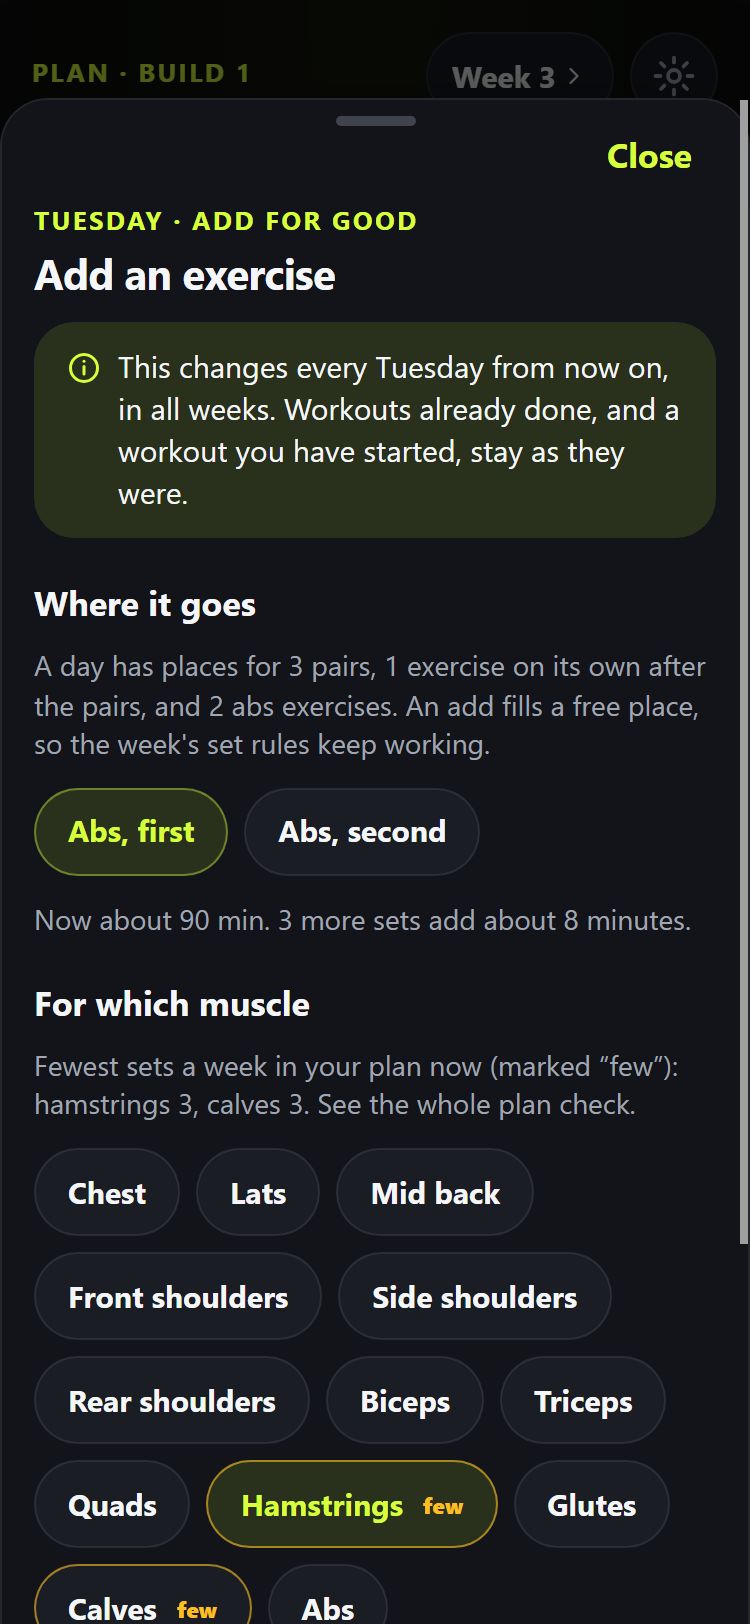 PLAN · BUILD 1
Week 3
Close
TUESDAY · ADD FOR GOOD
Add an exercise
This changes every Tuesday from now on,
in all weeks. Workouts already done, and a
workout you have started, stay as they
were.
Where it goes
A day has places for 3 pairs, 1 exercise on its own after
the pairs, and 2 abs exercises. An add fills a free place,
so the week's set rules keep working.
Abs, first
Abs, second
Now about 90 min. 3 more sets add about 8 minutes.
For which muscle
Fewest sets a week in your plan now (marked “few”):
hamstrings 3, calves 3. See the whole plan check.
Chest
Lats
Mid back
Front shoulders
Side shoulders
Rear shoulders
Biceps
Triceps
Quads
Hamstrings few
Glutes
Calves few
Abs